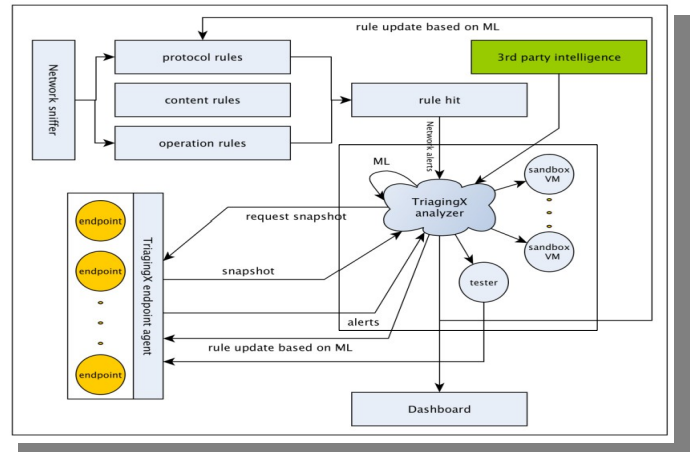 rule update based on ML
protocol rules
3rd party intelligence
Network sniffer
content rules
rule hit
operation rules
Network alerts
ML
sandbox
VM
TriagingX
analyzer
request snapshot
endpoint
TriagingX endpoint agent
sandbox
VM
endpoint
snapshot
tester
alerts
rule update based on ML
endpoint
Dashboard